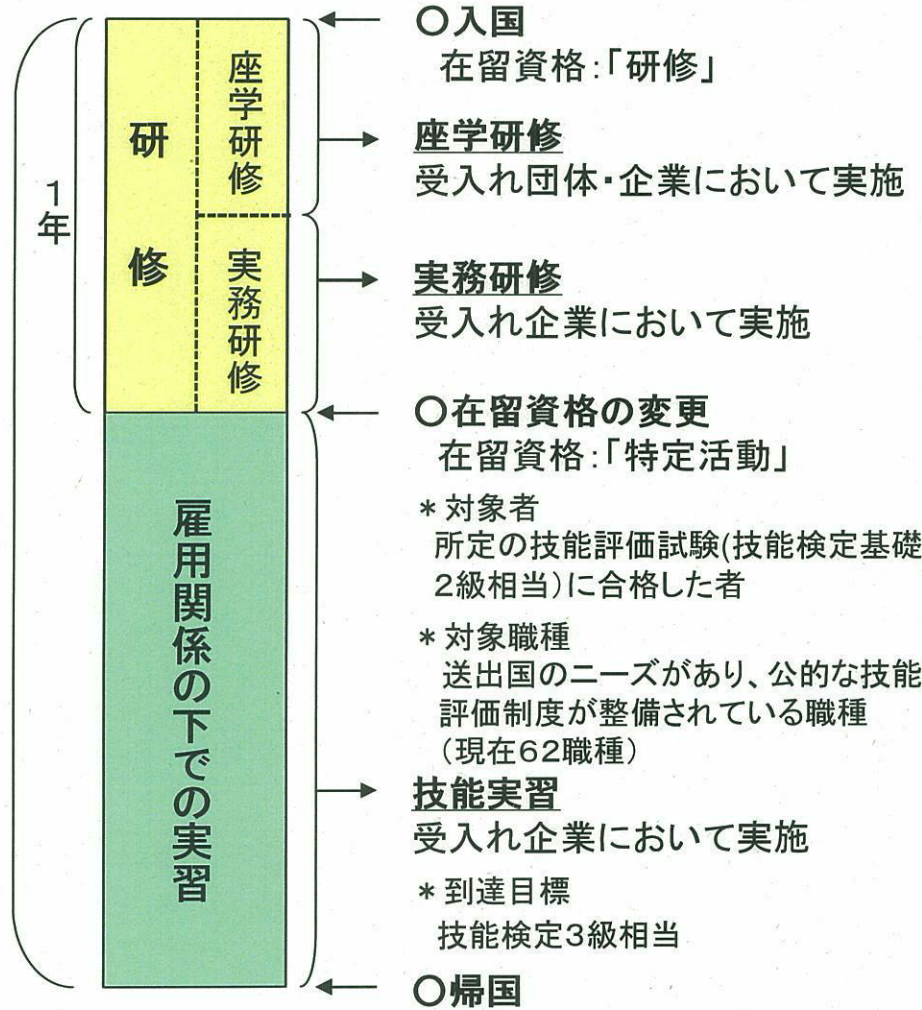 1年
研修
座学研修
実務研修
雇用関係の下での実習
○入国
在留資格:「研修」
座学研修
受入れ団体・企業において実施
実務研修
受入れ企業において実施
○在留資格の変更
在留資格:「特定活動」
*対象者
所定の技能評価試験(技能検定基礎
2級相当)に合格した者
*対象職種
送出国のニーズがあり、公的な技能
評価制度が整備されている職種
(現在62職種)
技能実習
受入れ企業において実施
*到達目標
技能検定3級相当
○帰国